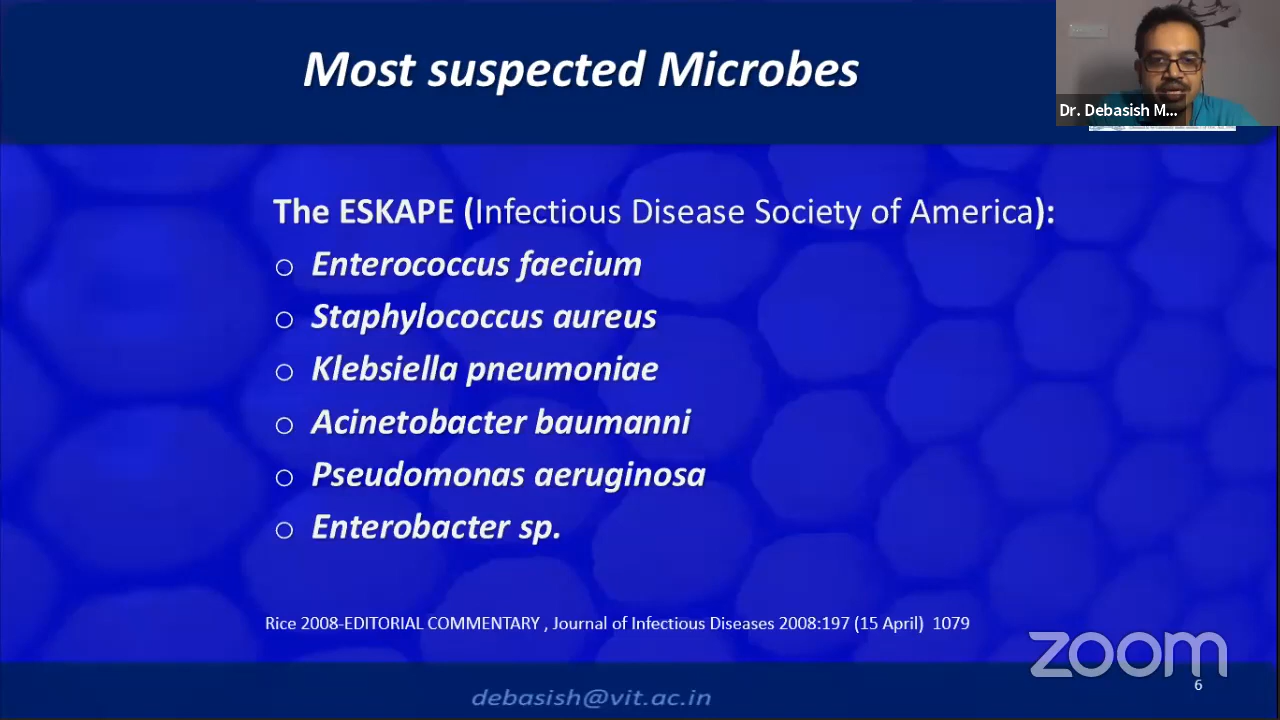 Most suspected Microbes
Dr. Debasish M...
The ESKAPE (Infectious Disease Society of America):
o Enterococcus faecium
o Staphylococcus aureus
o Klebsiella pneumoniae
o Acinetobacter baumanni
o Pseudomonas aeruginosa
o Enterobacter sp.
Rice 2008-EDITORIAL COMMENTARY , Journal of Infectious Diseases 2008:197 (15 April) 1079
zoom
6
debasish@vit.ac.in